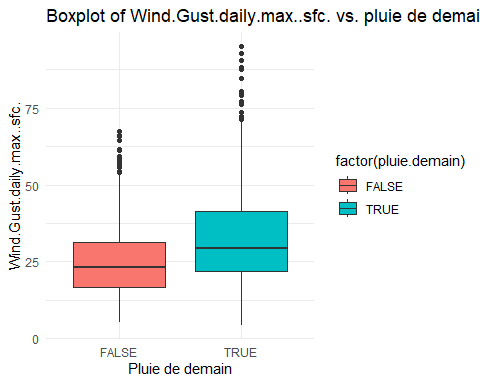 Boxplot of Wind.Gust.daily.max..sfc. vs. pluie de demai
Wind.Gust.daily.max..sfc.
75
50
25
0
FALSE TRUE
Pluie de demain
factor(pluie.demain)
FALSE
TRUE